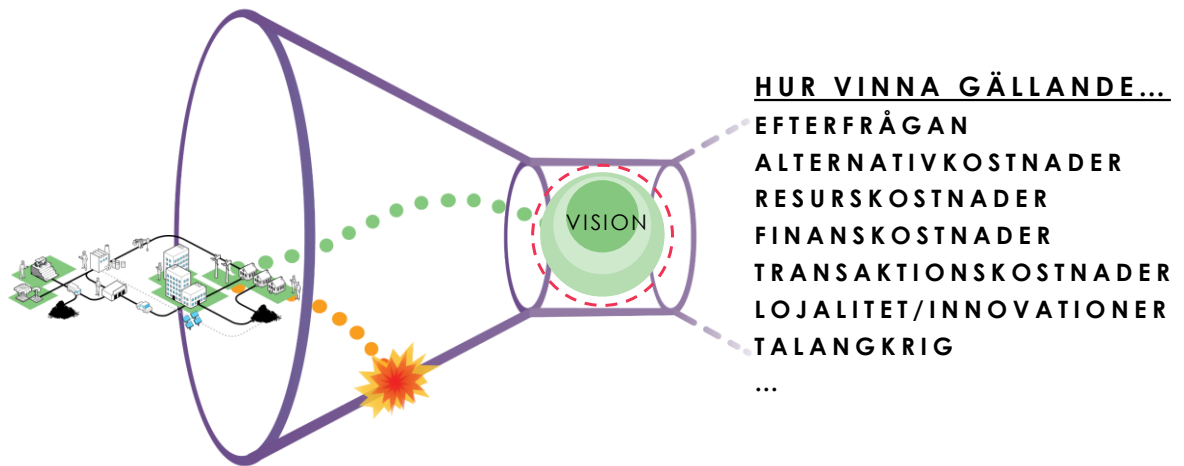 VISION
HUR VINNA GÄLLANDE...
EFTERFRÅGAN
ALTERNATIVKOSTNADER
RESURSKOSTNADER
FINANSKOSTNADER
TRANSAKTIONSKOSTNADER
LOJALITET/INNOVATIONER
TALANGKRIG
...